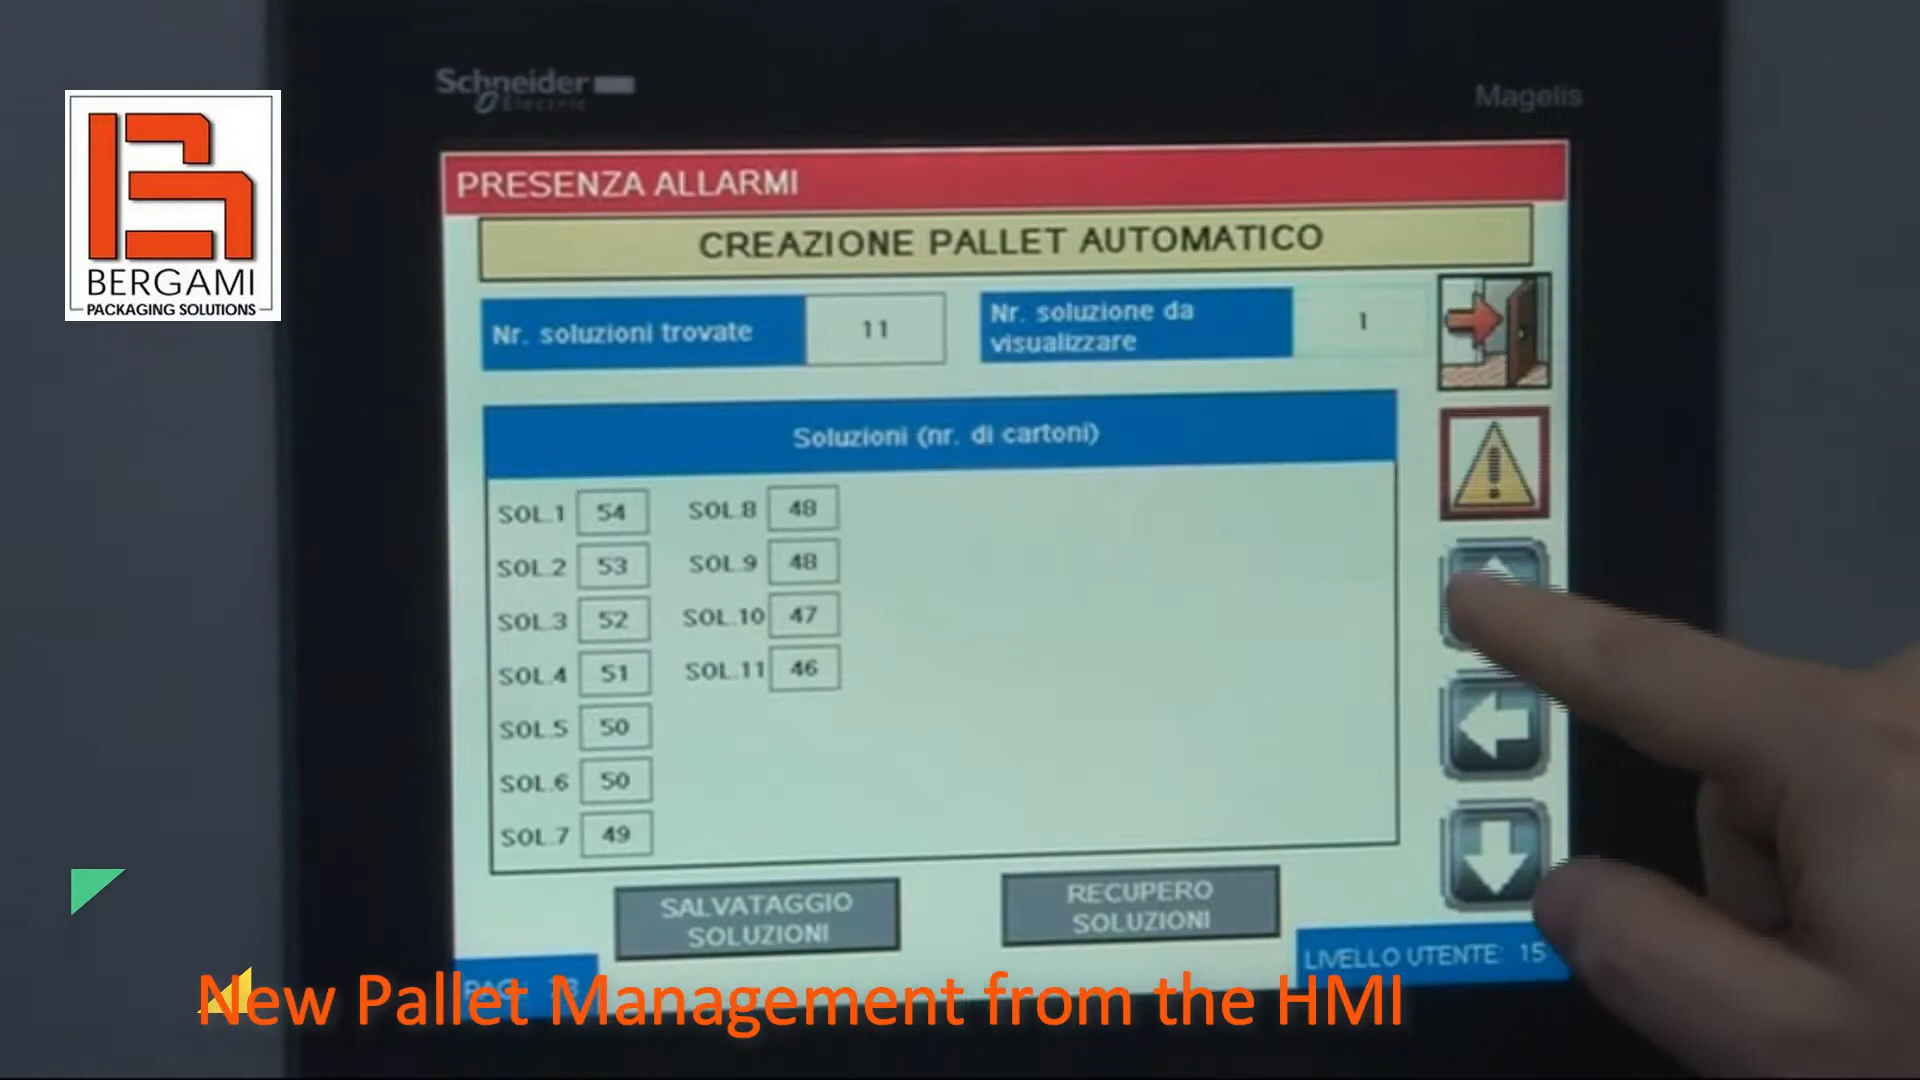 Schneider
Electric
Magelis
BERGAMI
PACKAGING SOLUTIONS
PRESENZA ALLARMI
CREAZIONE PALLET AUTOMATICO
Nr. soluzioni trovate 11
Nr. soluzione da
visualizzare
1
Soluzioni (nr. di cartoni)
SOL.1 54 SOL.8 48
SOL.2 53 SOL.9 48
SOL.3 52 SOL.10 47
SOL.4 51 SOL.11 46
SOL.5 50
SOL.6 50
SOL.7 49
SALVATAGGIO
SOLUZIONI
RECUPERO
SOLUZIONI
LIVELLO UTENTE: 15
New Pallet Management from the HMI